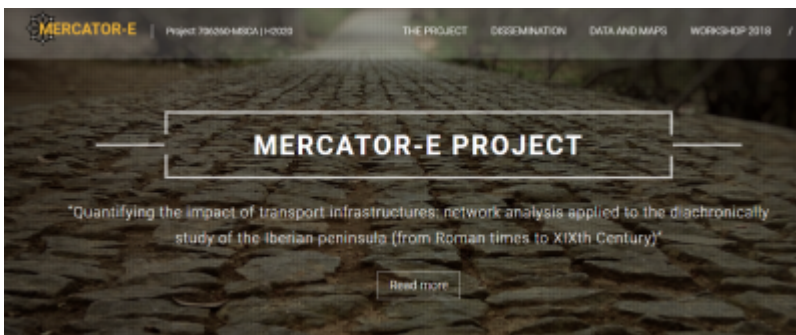 MERCATOR-E | Project 706260-MSCA | H2020 THE PROJECT DISSEMINATION DATA AND MAPS WORKSHOP 2018 /
MERCATOR-E PROJECT
"Quantifying the impact of transport infrastructures: network analysis applied to the diachronically
study of the Iberian peninsula (from Roman times to XIXth Century)"
Read more